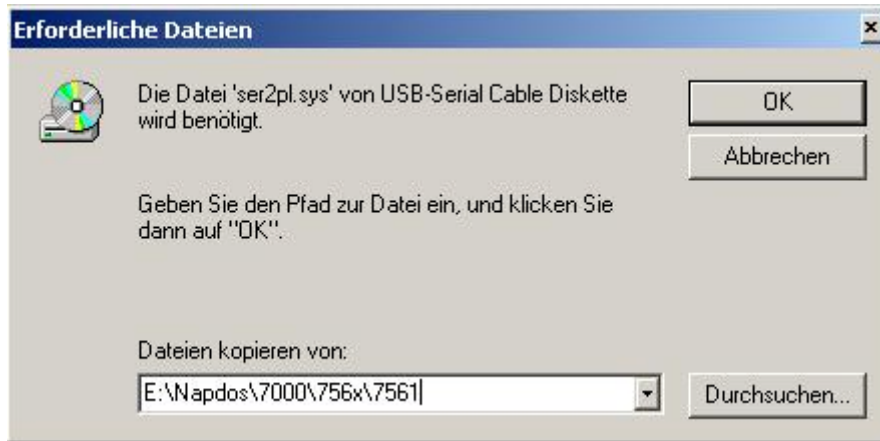 Erforderliche Dateien
Die Datei 'ser2pl.sys' von USB-Serial Cable Diskette
wird benötigt.
OK
Abbrechen
Geben Sie den Pfad zur Datei ein, und klicken Sie
dann auf "OK".
Dateien kopieren von:
E:\Napdos\7000\756x\7561
Durchsuchen...